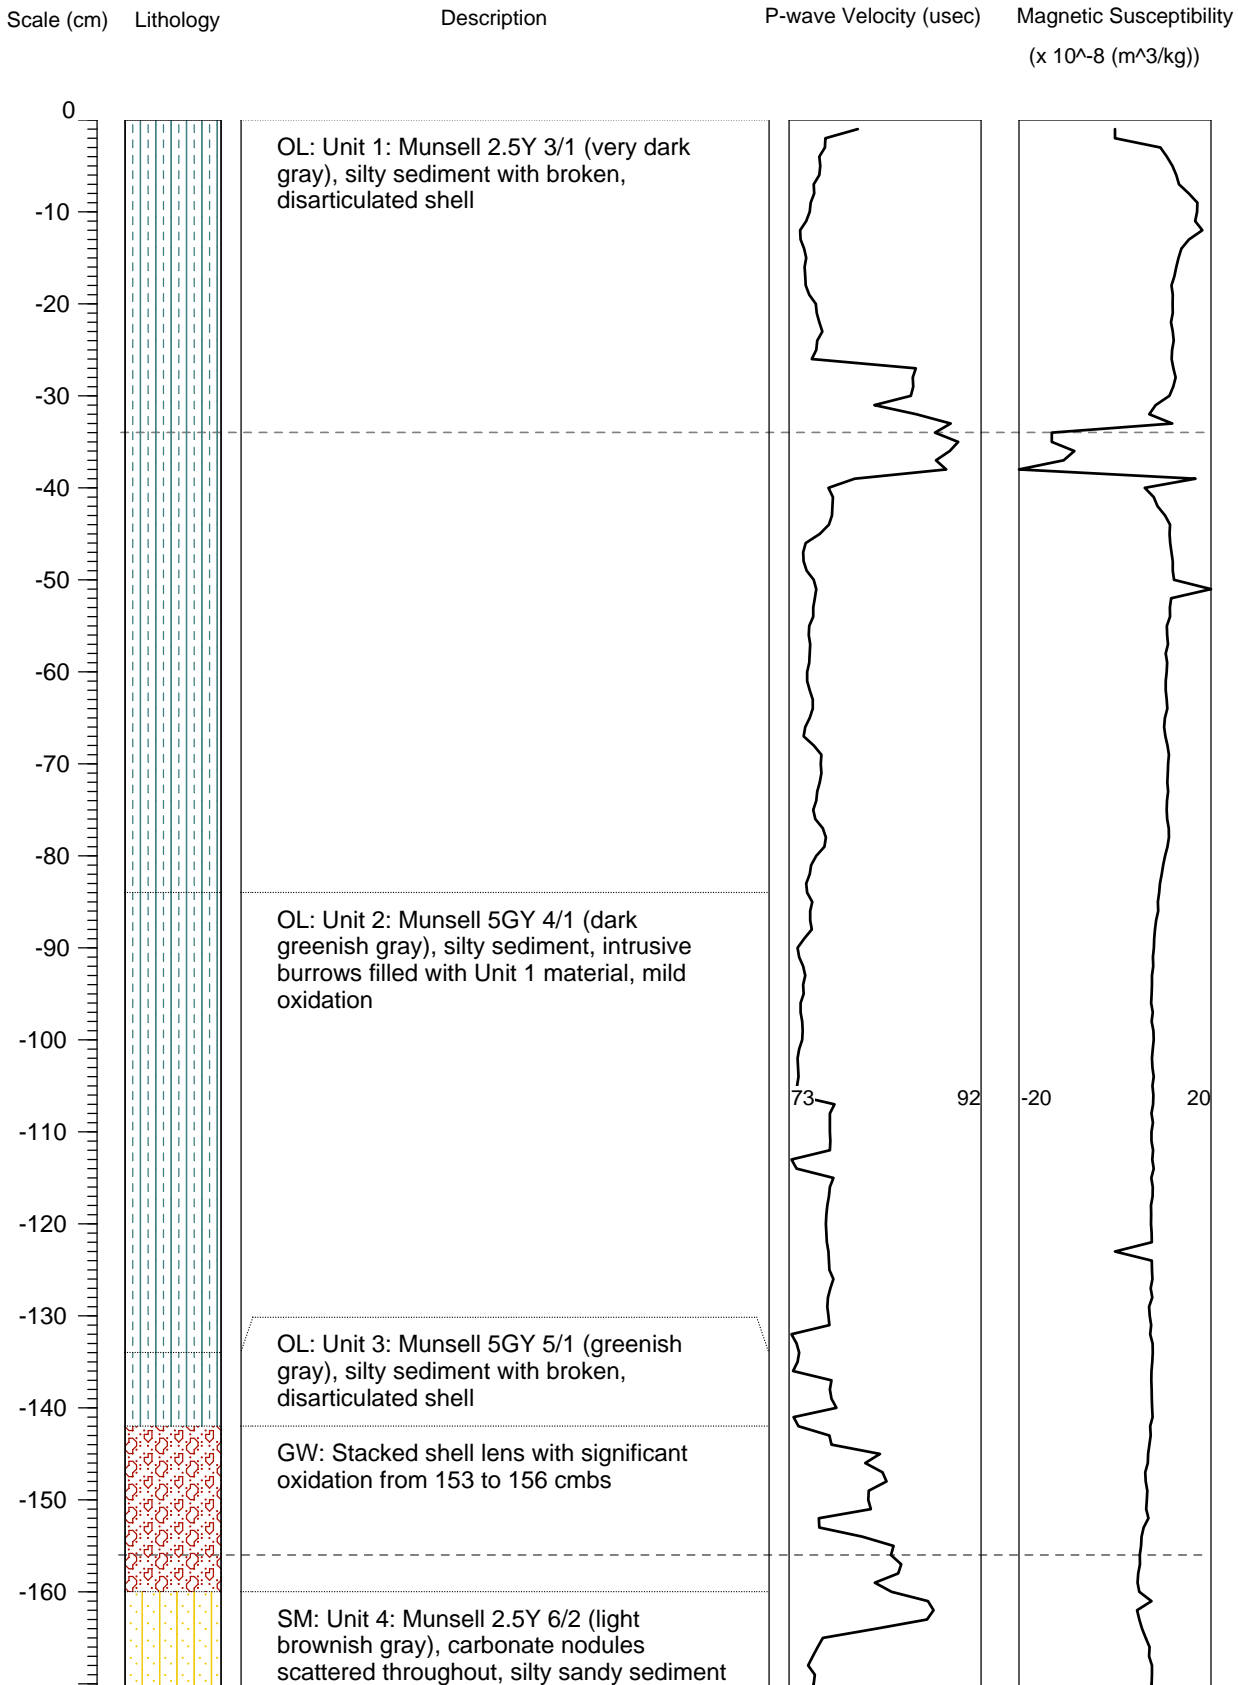 Scale (cm) Lithology Description P-wave Velocity (usec) Magnetic Susceptibility
(x 10^-8 (m^3/kg))
0
OL: Unit 1: Munsell 2.5Y 3/1 (very dark
gray), silty sediment with broken,
disarticulated shell
-10
-20
-30
-40
-50
-60
-70
-80
OL: Unit 2: Munsell 5GY 4/1 (dark
greenish gray), silty sediment, intrusive
burrows filled with Unit 1 material, mild
oxidation
-90
-100
73 92 -20 20
-110
-120
-130
OL: Unit 3: Munsell 5GY 5/1 (greenish
gray), silty sediment with broken,
disarticulated shell
-140
GW: Stacked shell lens with significant
oxidation from 153 to 156 cmbs
-150
-160
SM: Unit 4: Munsell 2.5Y 6/2 (light
brownish gray), carbonate nodules
scattered throughout, silty sandy sediment